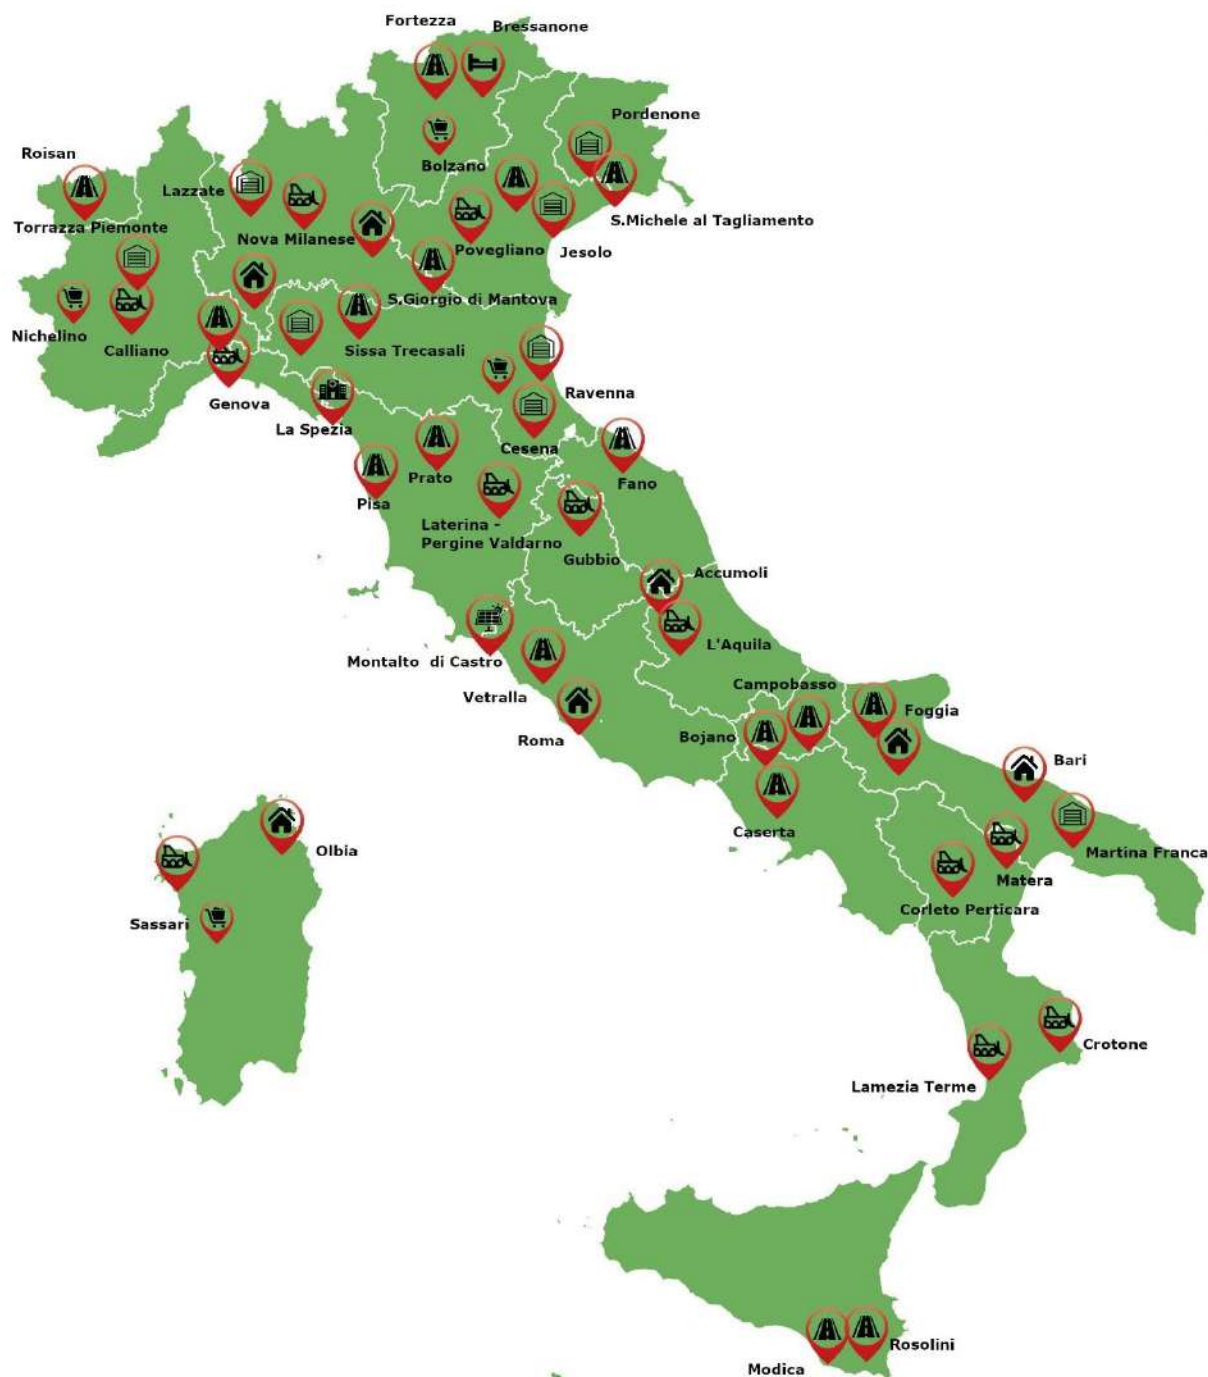 Fortezza
Bressanone
Pordenone
Roisan
Bolzano
Lazzate
Torrazza Piemonte
Nova Milanese
Povegliano
S.Michele al Tagliamento
Jesolo
S.Giorgio di Mantova
Nichelino
Calliano
Sissa Trecasali
Genova
Ravenna
La Spezia
Cesena
Prato
Fano
Pisa
Laterina -
Pergine Valdarno
Gubbio
Accumoli
L'Aquila
Montalto di Castro
Campobasso
Vetralla
Foggia
Roma
Bojano
Bari
Caserta
Olbia
Martina Franca
Matera
Corleto Perticara
Sassari
Crotone
Lamezia Terme
Rosolini
Modica